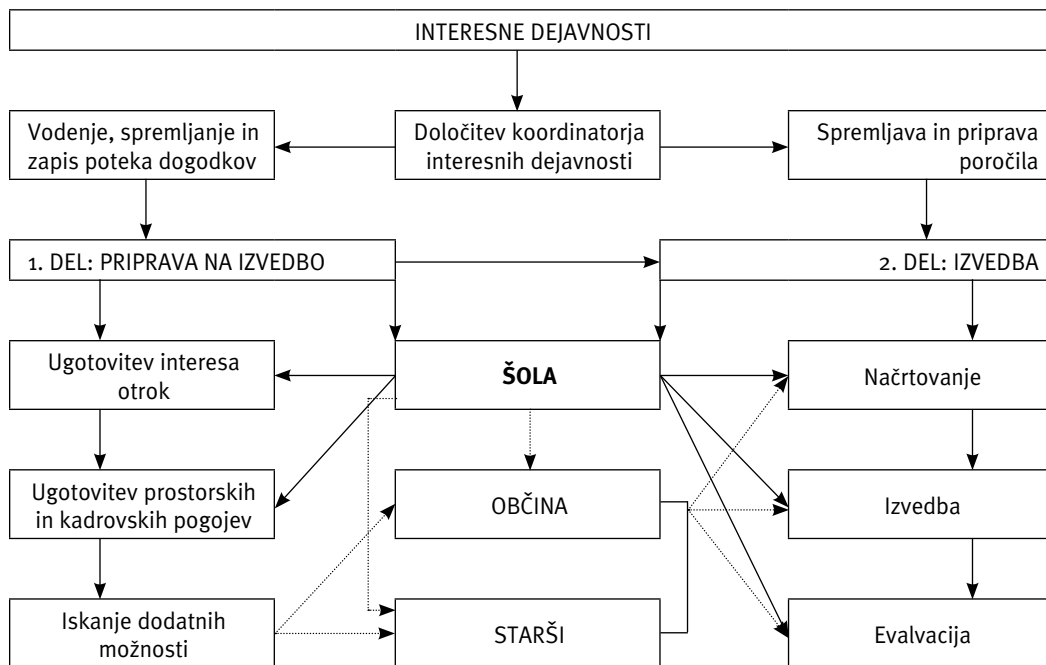 INTERESNE DEJAVNOSTI
Vodenje, spremljanje in
zapis poteka dogodkov
Določitev koordinatorja
interesnih dejavnosti
Spremljava in priprava
poročila
1. DEL: PRIPRAVA NA IZVEDBO
2. DEL: IZVEDBA
Ugotovitev interesa
otrok
ŠOLA
Načrtovanje
Ugotovitev prostorskih
in kadrovskih pogojev
OBČINA
Izvedba
Iskanje dodatnih
možnosti
STARŠI
Evalvacija